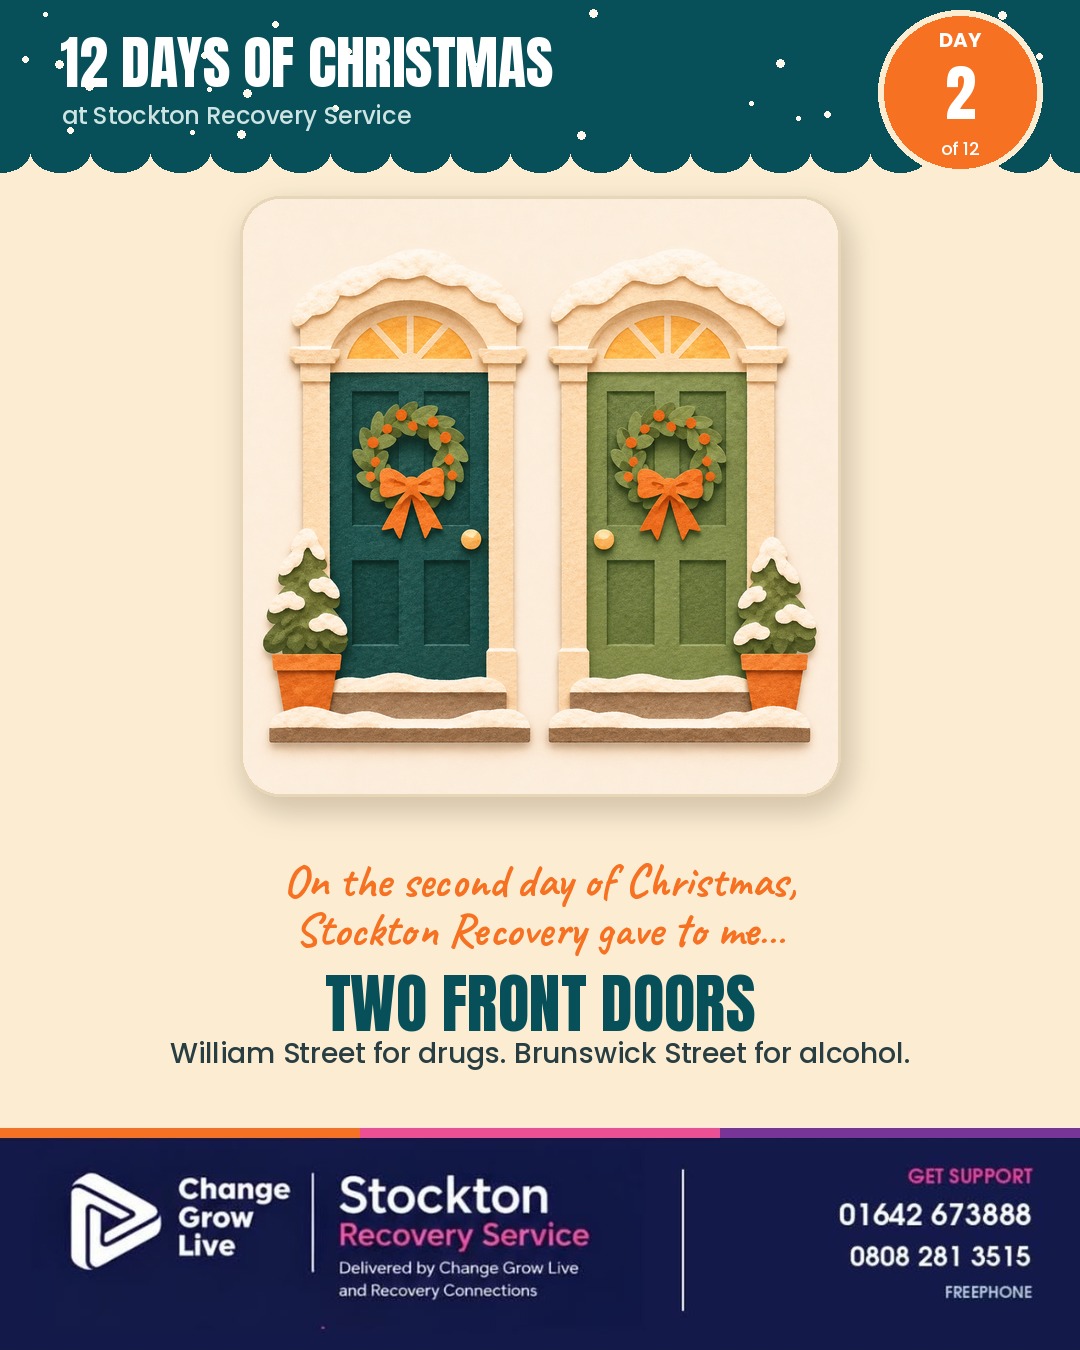 12 DAYS OF CHRISTMAS
at Stockton Recovery Service
DAY
2
of 12
On the second day of Christmas,
Stockton Recovery gave to me...
TWO FRONT DOORS
William Street for drugs. Brunswick Street for alcohol.
Change
Grow
Live
Stockton
Recovery Service
Delivered by Change Grow Live
and Recovery Connections
GET SUPPORT
01642 673888
0808 281 3515
FREEPHONE